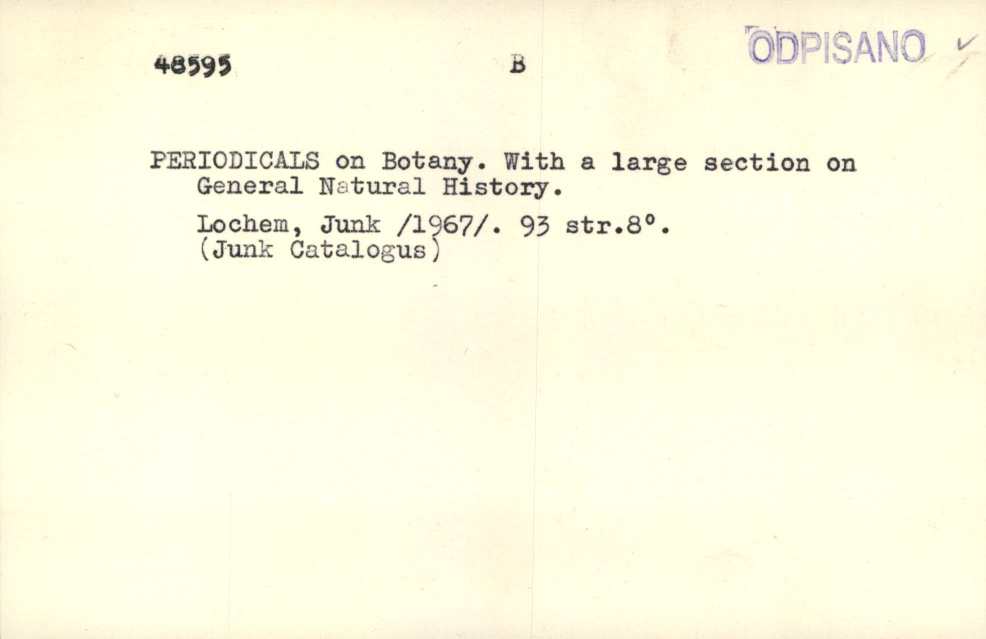 48595 B ODPISANO ✓
PERIODICALS on Botany. With a large section on
General Natural History.
Lochem, Junk /1967/. 93 str.8°.
(Junk Catalogus)